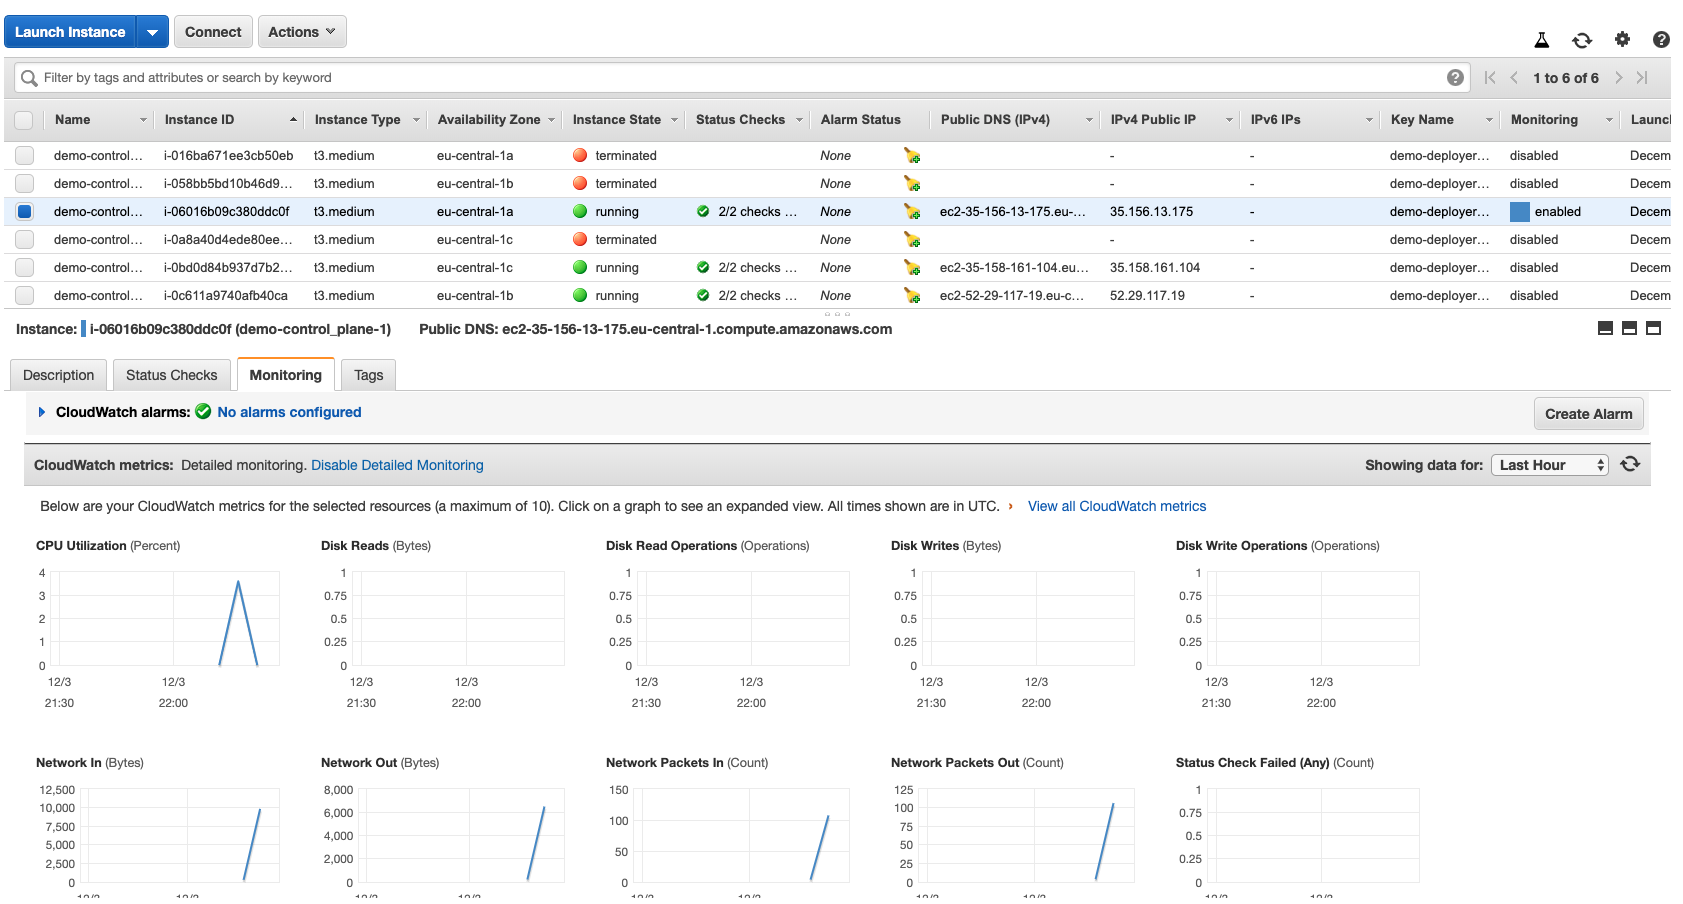 Launch Instance Connect Actions
Filter by tags and attributes or search by keyword 1 to 6 of 6
Name Instance ID Instance Type Availability Zone Instance State Status Checks Alarm Status Public DNS (IPv4) IPv4 Public IP IPv6 IPs Key Name Monitoring Launc
demo-control... i-016ba671ee3cb50eb t3.medium eu-central-1a terminated None - - demo-deployer... disabled Decem
demo-control... i-058bb5bd10b46d9... t3.medium eu-central-1b terminated None - - demo-deployer... disabled Decem
demo-control... i-06016b09c380ddc0f t3.medium eu-central-1a running 2/2 checks ... None ec2-35-156-13-175.eu-... 35.156.13.175 - demo-deployer... enabled Decem
demo-control... i-0a8a40d4ede80ee... t3.medium eu-central-1c terminated None - - demo-deployer... disabled Decem
demo-control... i-0bd0d84b937d7b2... t3.medium eu-central-1c running 2/2 checks ... None ec2-35-158-161-104.eu... 35.158.161.104 - demo-deployer... disabled Decem
demo-control... i-0c611a9740afb40ca t3.medium eu-central-1b running 2/2 checks ... None ec2-52-29-117-19.eu-c... 52.29.117.19 - demo-deployer... disabled Decem
Instance: i-06016b09c380ddc0f (demo-control_plane-1) Public DNS: ec2-35-156-13-175.eu-central-1.compute.amazonaws.com
Description Status Checks Monitoring Tags
CloudWatch alarms: No alarms configured Create Alarm
CloudWatch metrics: Detailed monitoring. Disable Detailed Monitoring Showing data for: Last Hour
Below are your CloudWatch metrics for the selected resources (a maximum of 10). Click on a graph to see an expanded view. All times shown are in UTC. › View all CloudWatch metrics
CPU Utilization (Percent) Disk Reads (Bytes) Disk Read Operations (Operations) Disk Writes (Bytes) Disk Write Operations (Operations)
4 1 1 1 1
3 0.75 0.75 0.75 0.75
2 0.5 0.5 0.5 0.5
1 0.25 0.25 0.25 0.25
0 0 0 0 0
12/3 12/3 12/3 12/3 12/3 12/3 12/3 12/3 12/3 12/3
21:30 22:00 21:30 22:00 21:30 22:00 21:30 22:00 21:30 22:00
Network In (Bytes) Network Out (Bytes) Network Packets In (Count) Network Packets Out (Count) Status Check Failed (Any) (Count)
12,500 8,000 150 125 1
10,000 6,000 100 100 0.75
7,500 4,000 50 75 0.5
5,000 2,000 0 50 0.25
2,500 0 25 0
0 0
12/3 12/3 12/3 12/3 12/3 12/3 12/3 12/3 12/3 12/3